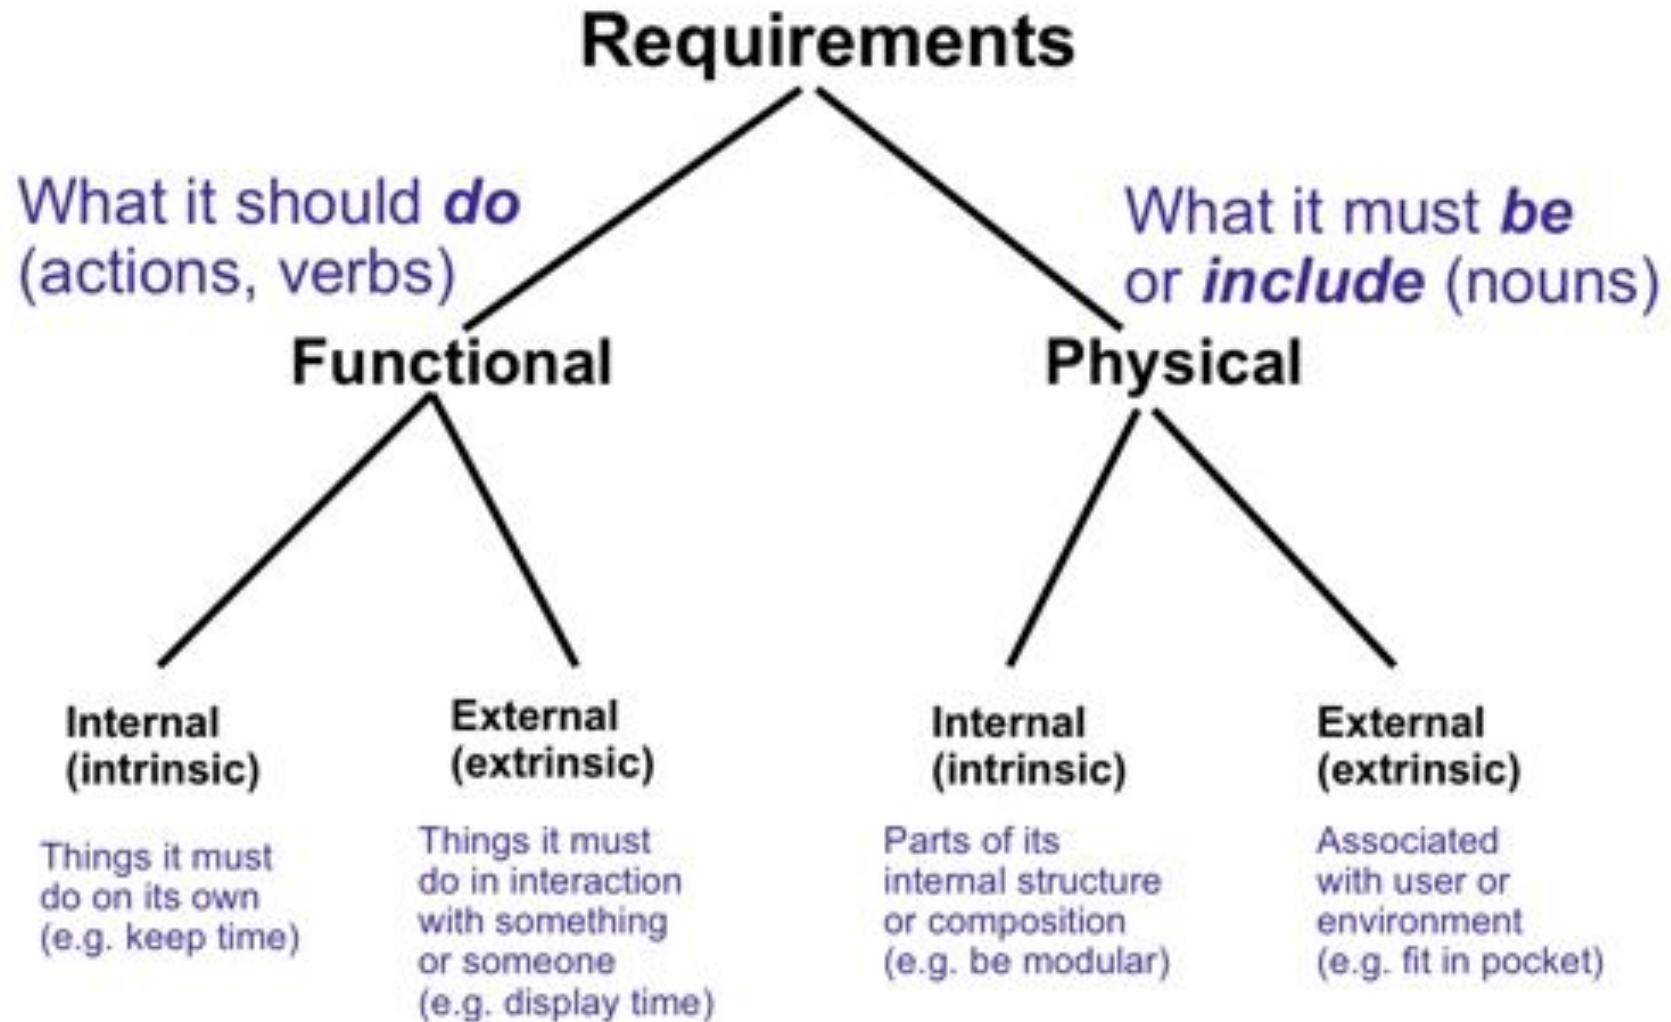 Requirements
What it should do
(actions, verbs)
What it must be
or include (nouns)
Functional
Physical
Internal
(intrinsic)
Things it must
do on its own
(e.g. keep time)
External
(extrinsic)
Things it must
do in interaction
with something
or someone
(e.g. display time)
Internal
(intrinsic)
Parts of its
internal structure
or composition
(e.g. be modular)
External
(extrinsic)
Associated
with user or
environment
(e.g. fit in pocket)